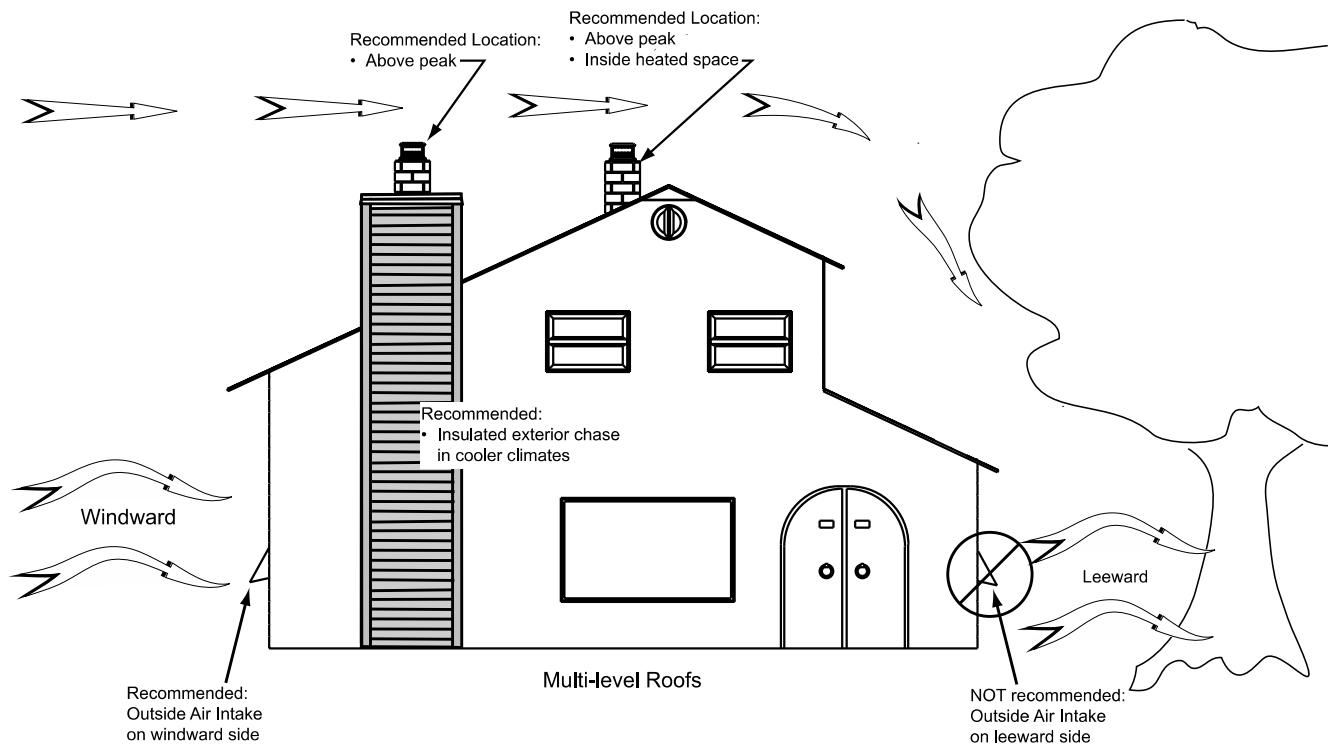 Recommended Location:
• Above peak
Recommended Location:
• Above peak
• Inside heated space
Recommended:
• Insulated exterior chase
in cooler climates
Windward
Leeward
Multi-level Roofs
Recommended:
Outside Air Intake
on windward side
NOT recommended:
Outside Air Intake
on leeward side